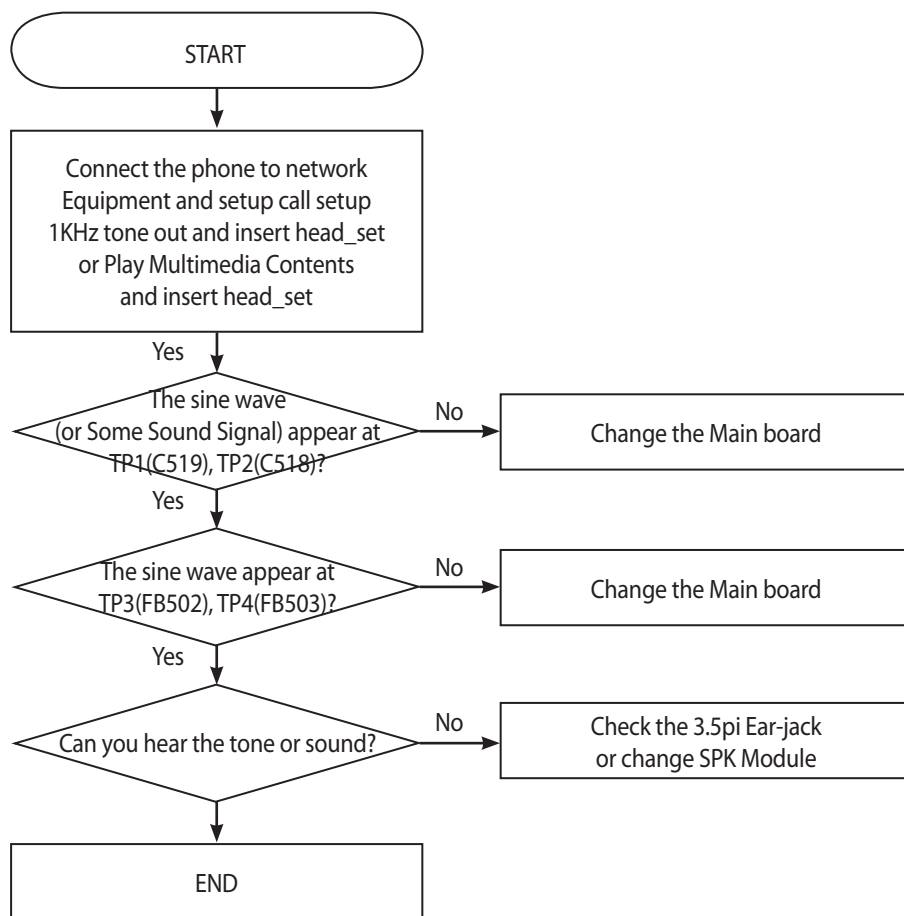 START
Connect the phone to network
Equipment and setup call setup
1KHz tone out and insert head_set
or Play Multimedia Contents
and insert head_set
Yes
The sine wave
(or Some Sound Signal) appear at
TP1(C519), TP2(C518)?
No
Change the Main board
Yes
The sine wave appear at
TP3(FB502), TP4(FB503)?
No
Change the Main board
Yes
Can you hear the tone or sound?
No
Check the 3.5pi Ear-jack
or change SPK Module
END